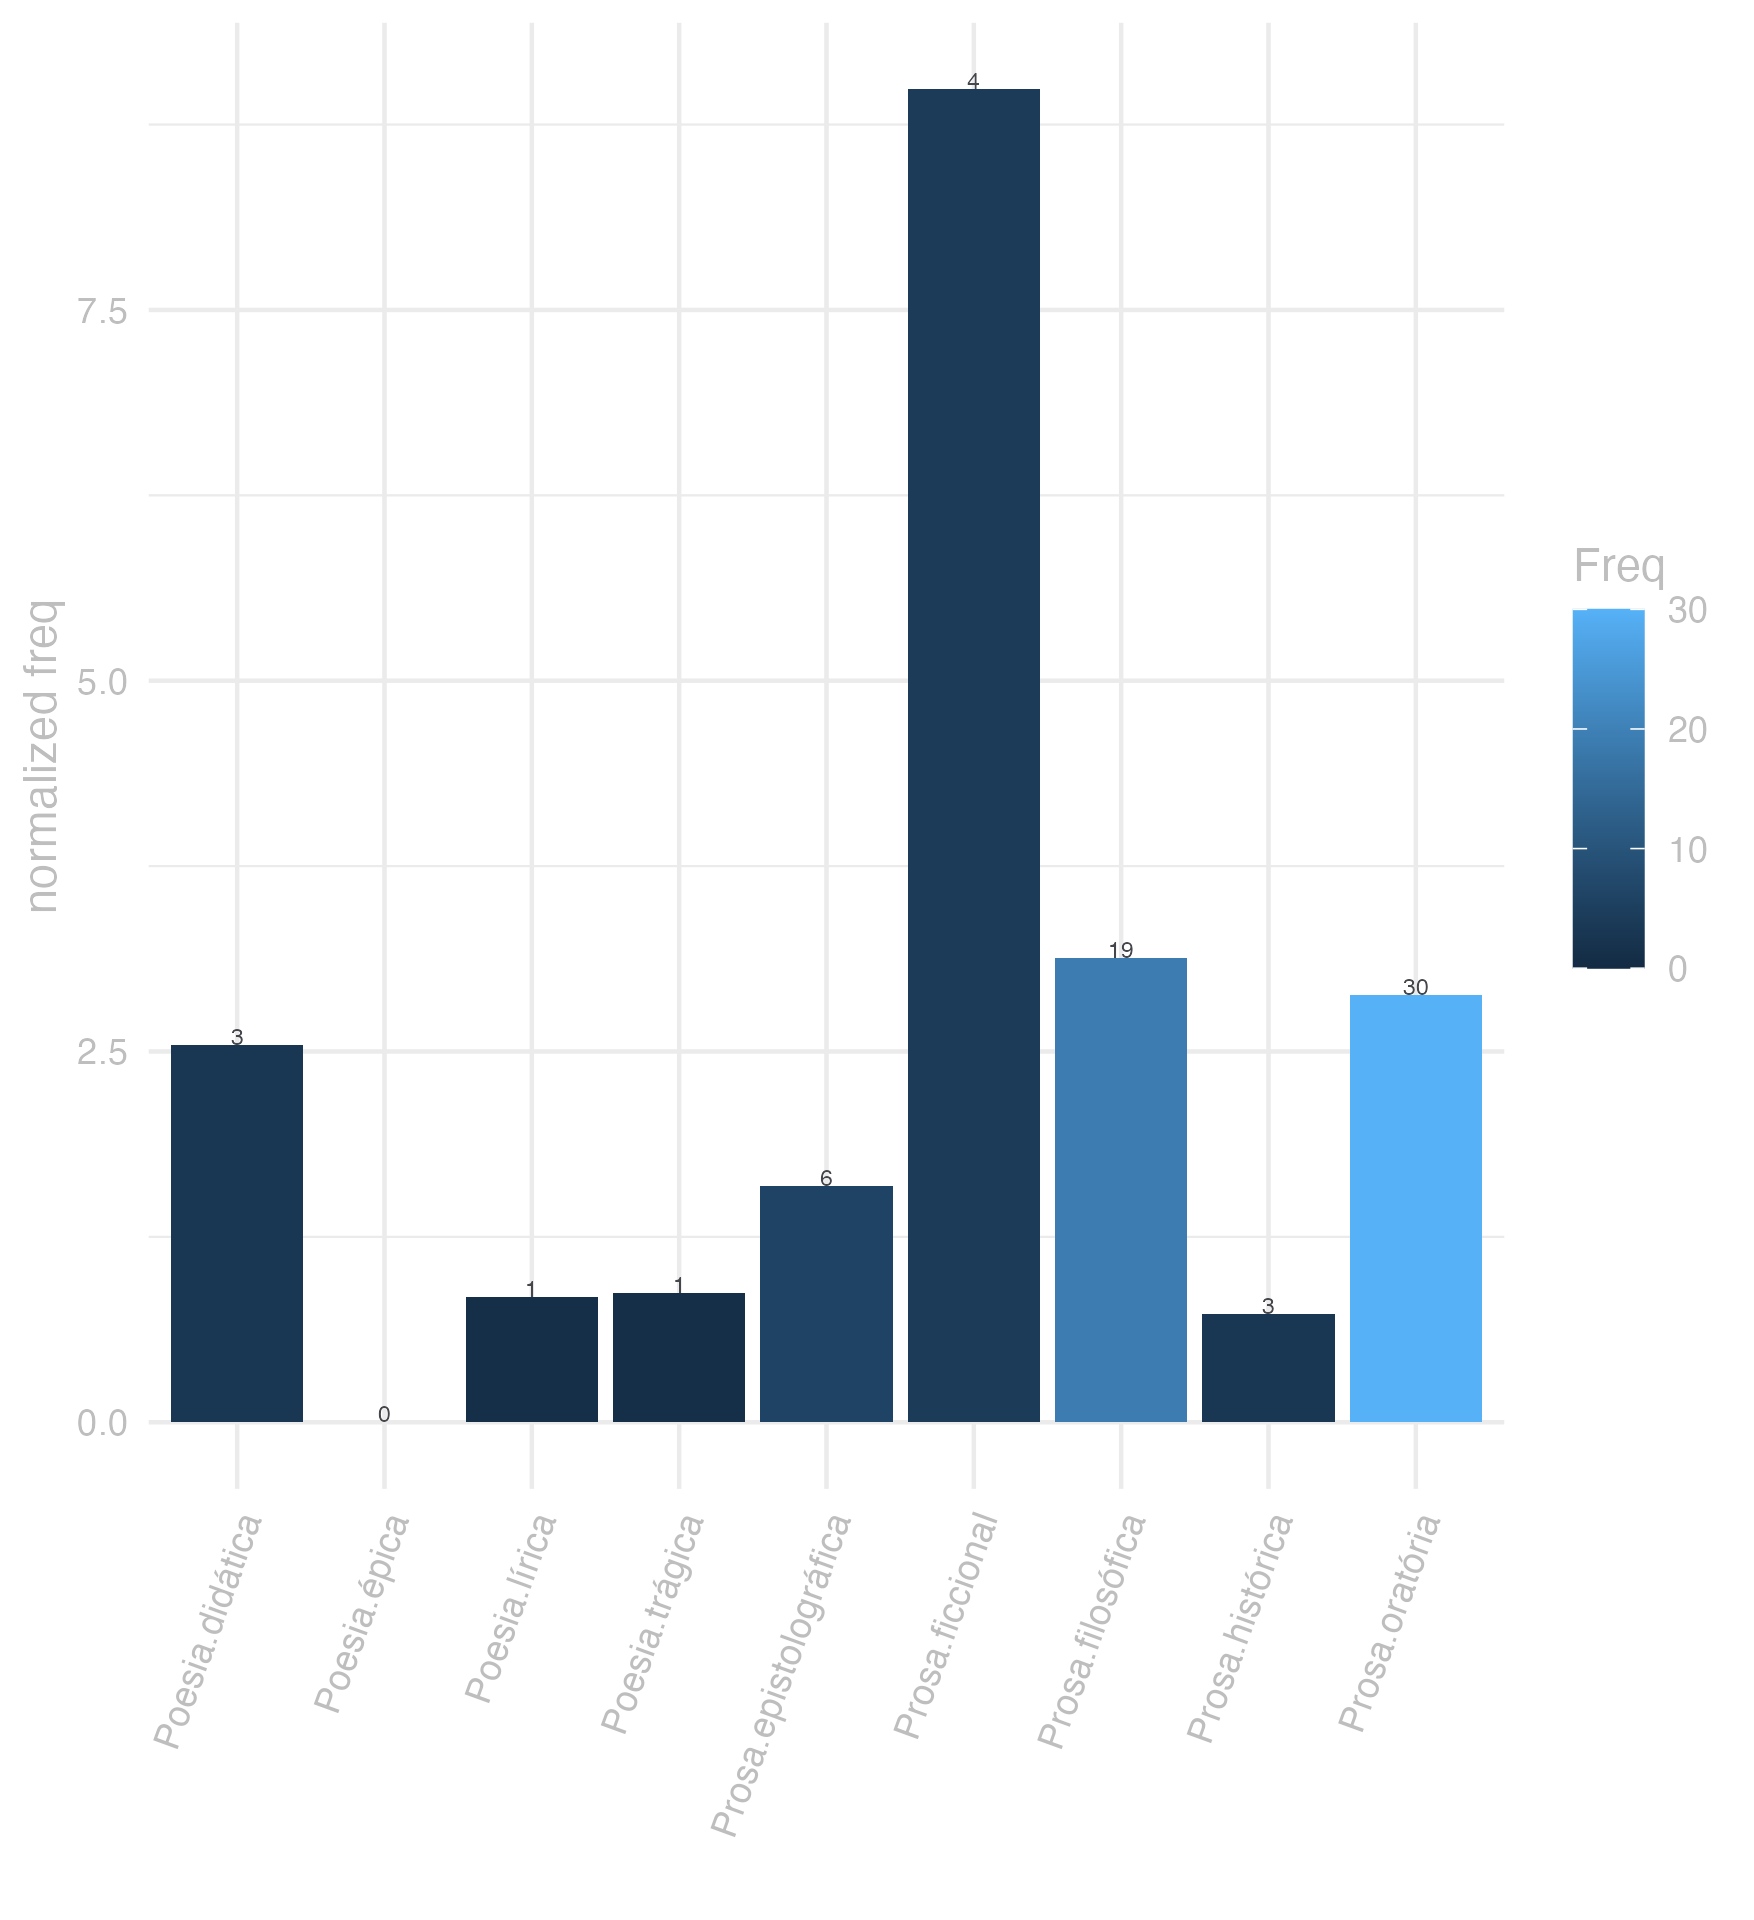 4
7.5
Freq
30
20
10
0
normalized freq
5.0
19
30
3
2.5
6
1
1
3
0
0.0
Poesia.didática
Poesia.épica
Poesia.lírica
Poesia.trágica
Prosa.epistolográfica
Prosa.ficcional
Prosa.filosófica
Prosa.histórica
Prosa.oratória